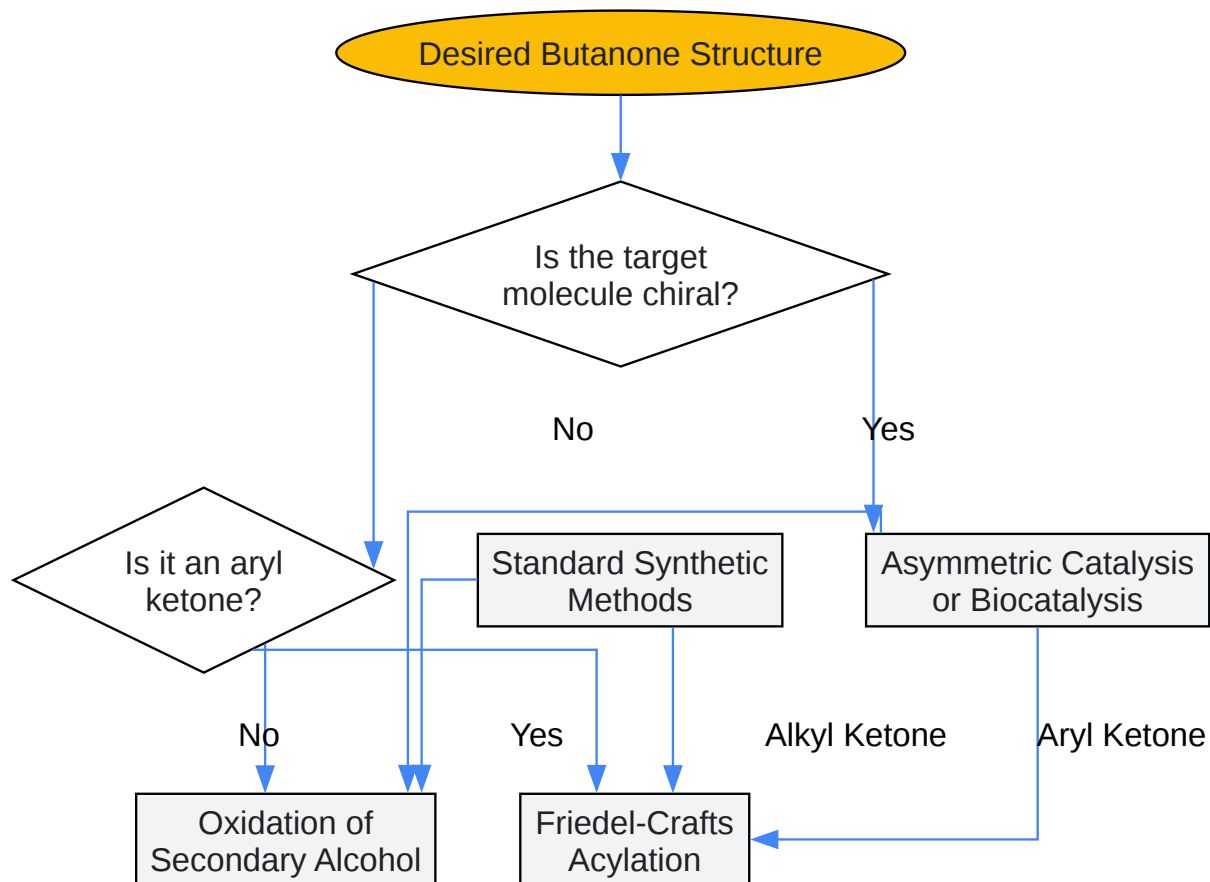 Desired Butanone Structure
Is the target
molecule chiral?
No
Yes
Is it an aryl
ketone?
Standard Synthetic
Methods
Asymmetric Catalysis
or Biocatalysis
No
Yes
Alkyl Ketone
Aryl Ketone
Oxidation of
Secondary Alcohol
Friedel-Crafts
Acylation